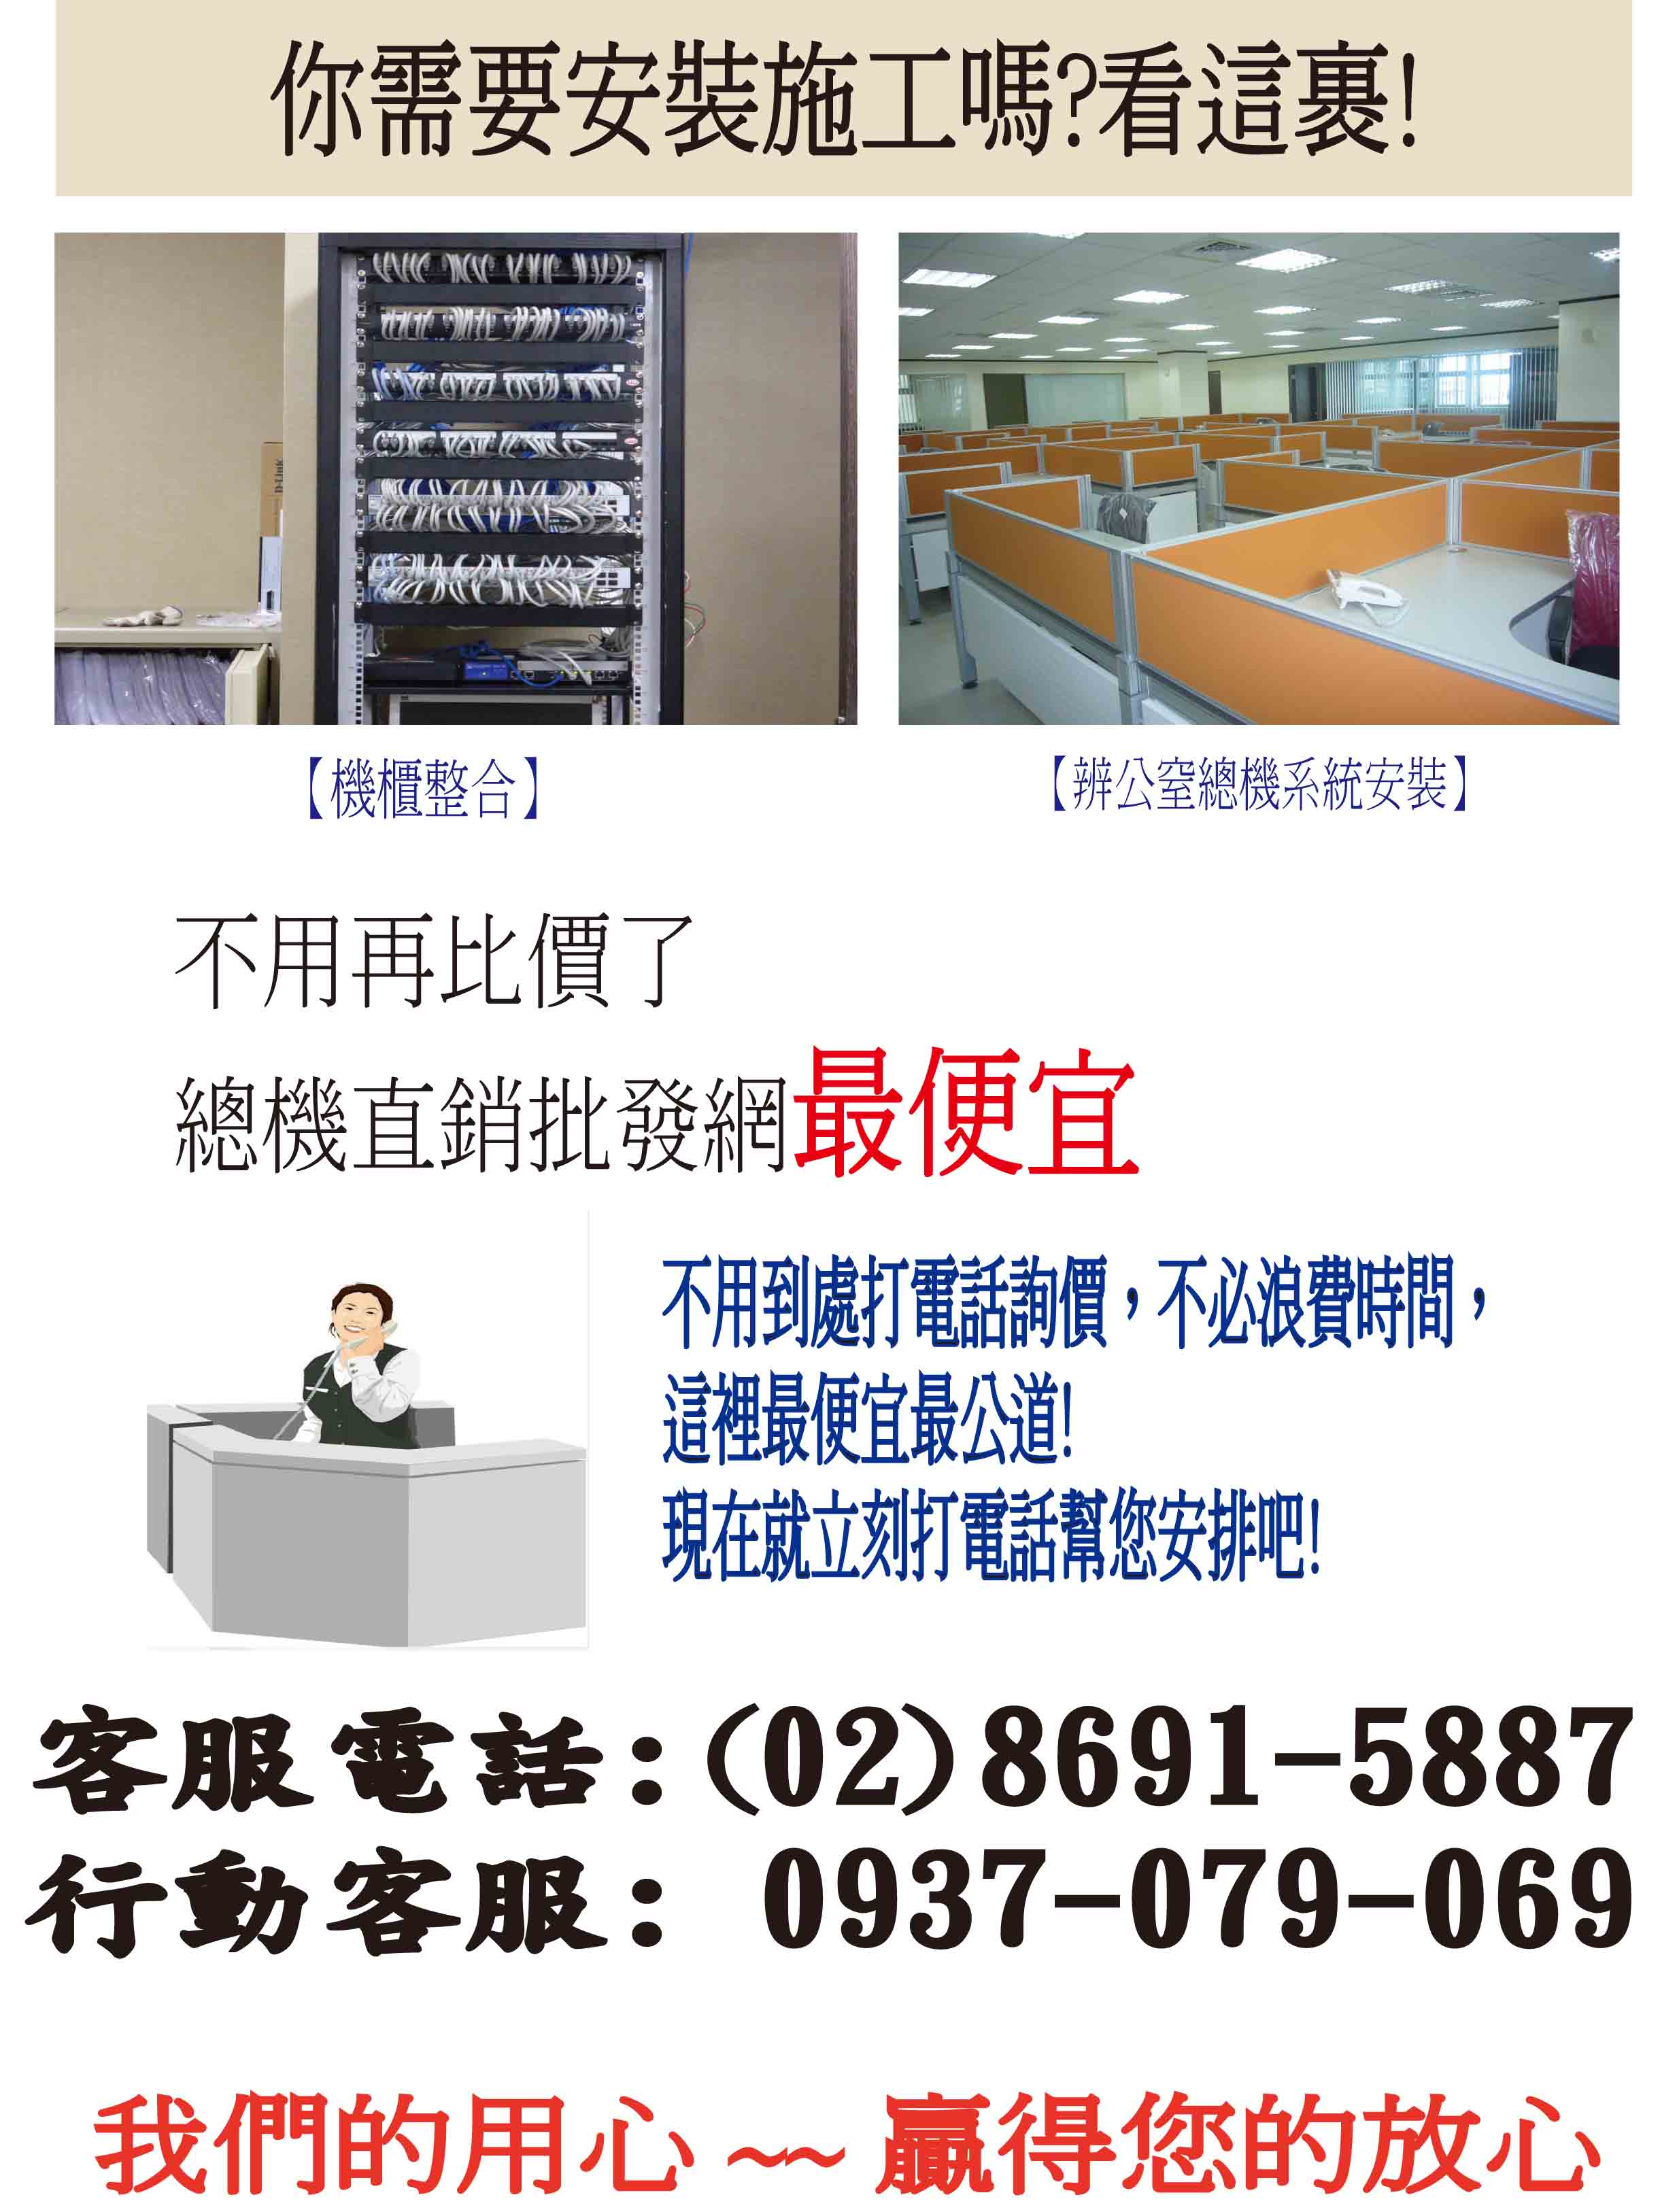 你需要安裝施工嗎?看這裹!
D-Link
【機櫃整合】
【辨公室總機系統安裝】
不用再比價了
總機直銷批發網最便宜
不用到處打電話詢價，不必浪費時間，
這裡最便宜最公道!
現在就立刻打電話幫您安排吧!
客服電話:(02)8691-5887
行動客服: 0937-079-069
我們的用心~~贏得您的放心